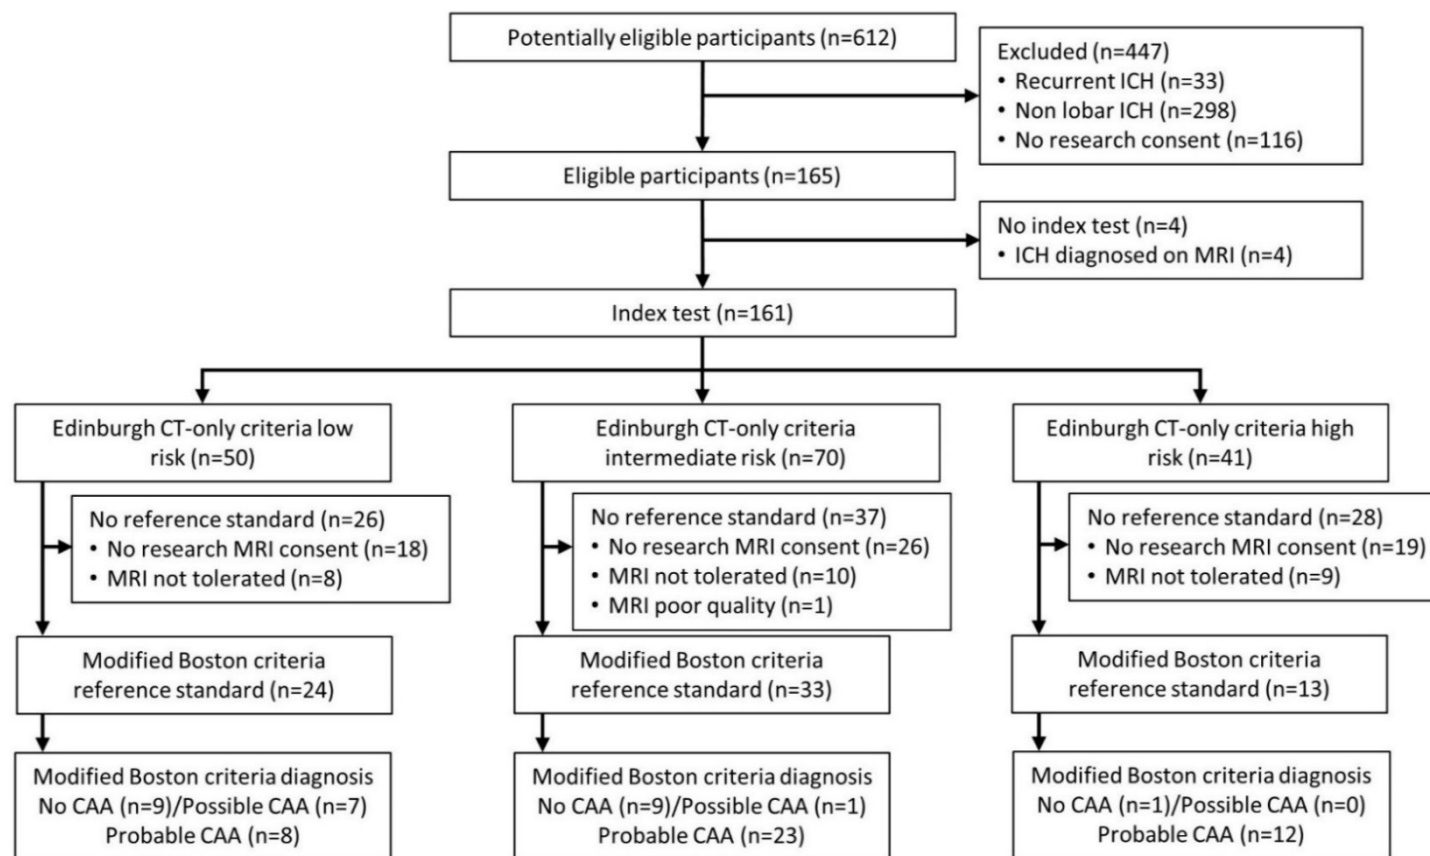 Potentially eligible participants (n=612)
Excluded (n=447)
• Recurrent ICH (n=33)
• Non lobar ICH (n=298)
• No research consent (n=116)
Eligible participants (n=165)
No index test (n=4)
• ICH diagnosed on MRI (n=4)
Index test (n=161)
Edinburgh CT-only criteria low
risk (n=50)
Edinburgh CT-only criteria
intermediate risk (n=70)
Edinburgh CT-only criteria high
risk (n=41)
No reference standard (n=26)
• No research MRI consent (n=18)
• MRI not tolerated (n=8)
No reference standard (n=37)
• No research MRI consent (n=26)
• MRI not tolerated (n=10)
• MRI poor quality (n=1)
No reference standard (n=28)
• No research MRI consent (n=19)
• MRI not tolerated (n=9)
Modified Boston criteria
reference standard (n=24)
Modified Boston criteria
reference standard (n=33)
Modified Boston criteria
reference standard (n=13)
Modified Boston criteria diagnosis
No CAA (n=9)/Possible CAA (n=7)
Probable CAA (n=8)
Modified Boston criteria diagnosis
No CAA (n=9)/Possible CAA (n=1)
Probable CAA (n=23)
Modified Boston criteria diagnosis
No CAA (n=1)/Possible CAA (n=0)
Probable CAA (n=12)